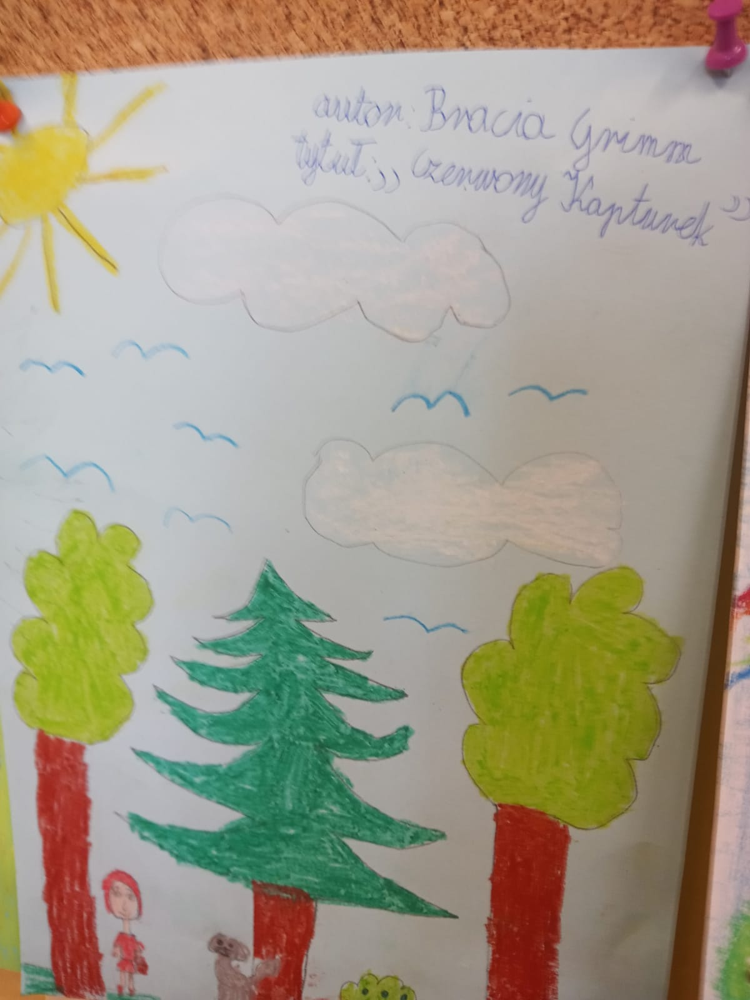 autor: Bracia Grimm
tytuł: ,, Czerwony Kapturek ,,